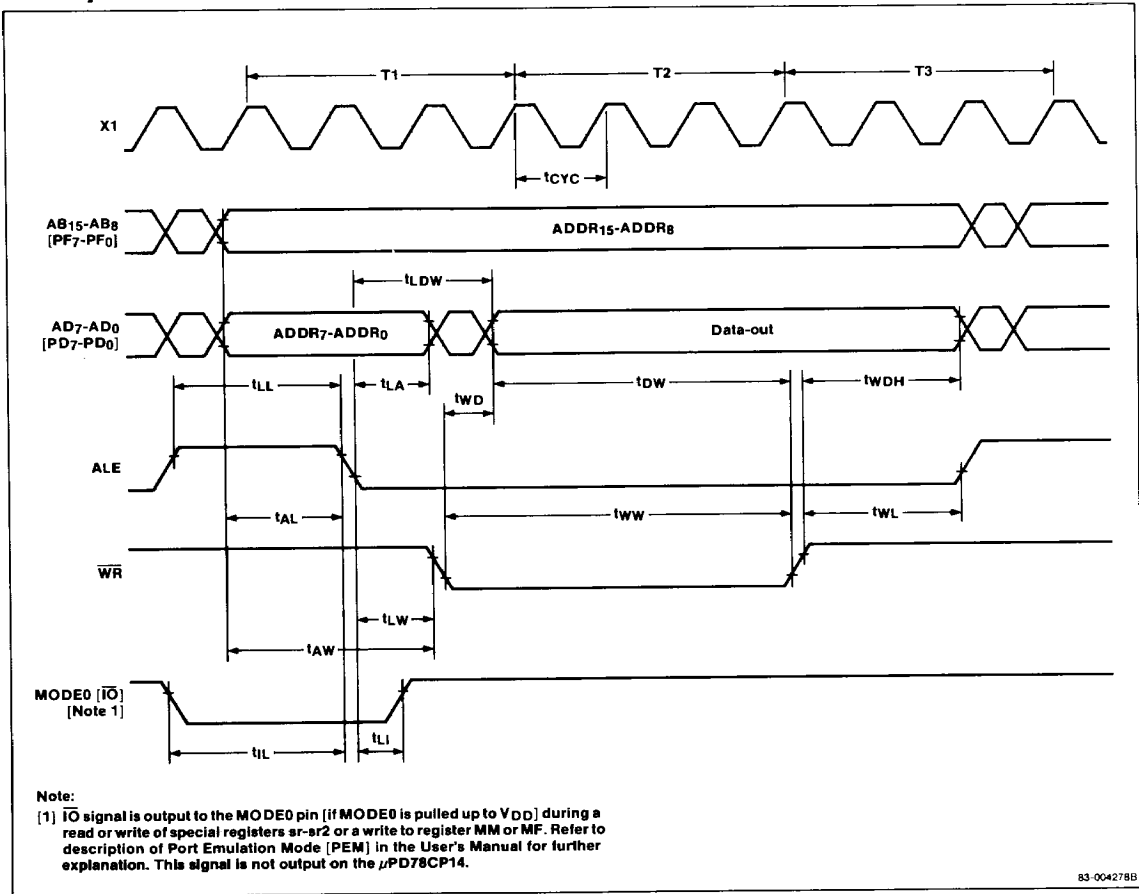 T1
T2
T3
X1
tCYC
AB15-AB8
[PF7-PF0]
ADDR15-ADDR8
tLDW
AD7-AD0
[PD7-PD0]
ADDR7-ADDR0
Data-out
tLL
tLA
tDW
tWDH
tWD
ALE
tAL
tWW
tWL
W̅R̅
tLW
tAW
MODE0 [I̅O̅]
[Note 1]
tIL
tLI
Note:
[1] I̅O̅ signal is output to the MODE0 pin [if MODE0 is pulled up to VDD] during a
read or write of special registers sr-sr2 or a write to register MM or MF. Refer to
description of Port Emulation Mode [PEM] in the User's Manual for further
explanation. This signal is not output on the μPD78CP14.
83-004278B